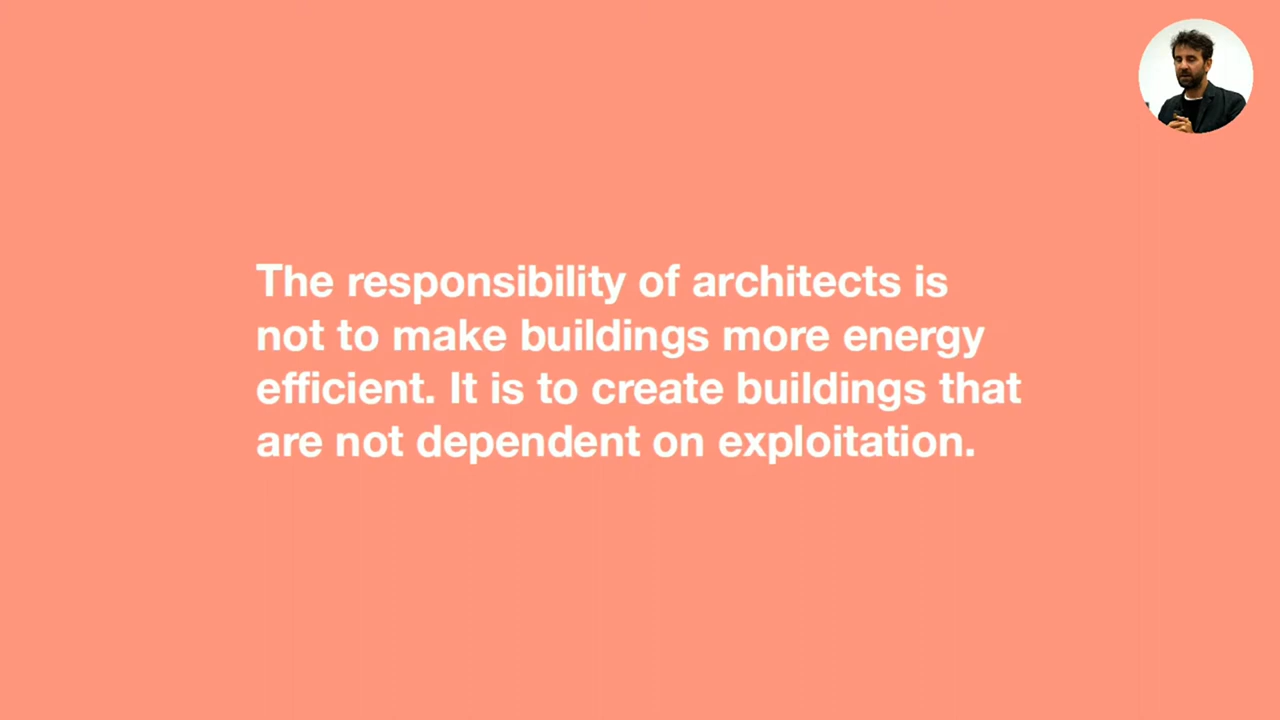 The responsibility of architects is
not to make buildings more energy
efficient. It is to create buildings that
are not dependent on exploitation.